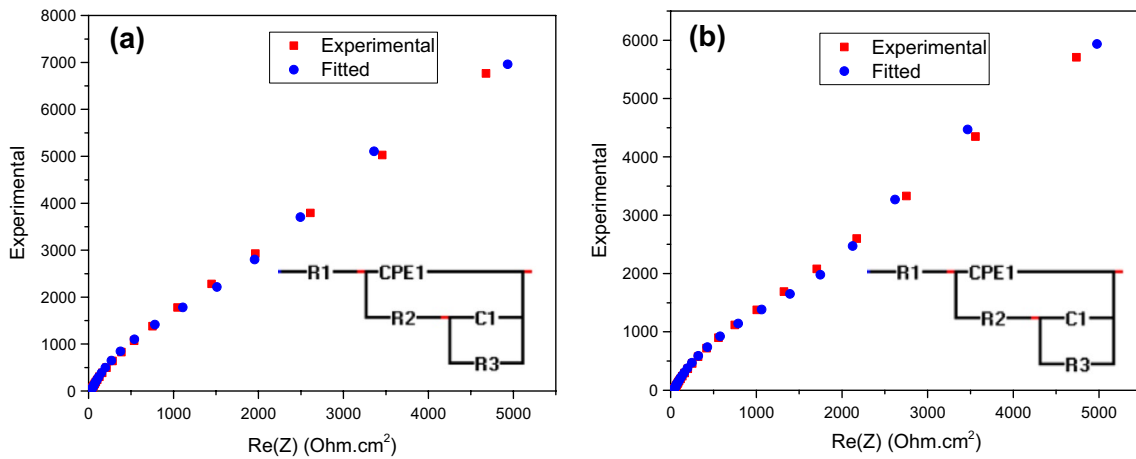 (a)
Experimental
Fitted
8000
7000
6000
5000
4000
3000
2000
1000
0
Experimental
R1
CPE1
R2
C1
R3
0 1000 2000 3000 4000 5000
Re(Z) (Ohm.cm²)
(b)
Experimental
Fitted
6000
5000
4000
3000
2000
1000
0
Experimental
R1
CPE1
R2
C1
R3
0 1000 2000 3000 4000 5000
Re(Z) (Ohm.cm²)